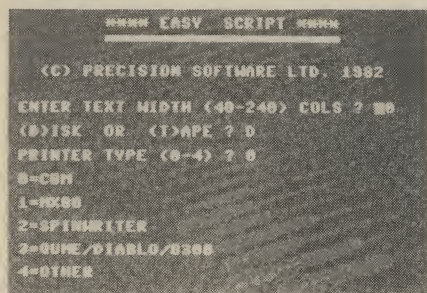 **** EASY SCRIPT ****
(C) PRECISION SOFTWARE LTD. 1982
ENTER TEXT WIDTH (40-240) COLS ? 80
(D)ISK OR (T)APE ? D
PRINTER TYPE (0-4) ? 0
0=CBM
1=MX80
2=SPINWRITER
3=QUME/DIABLO/8300
4=OTHER